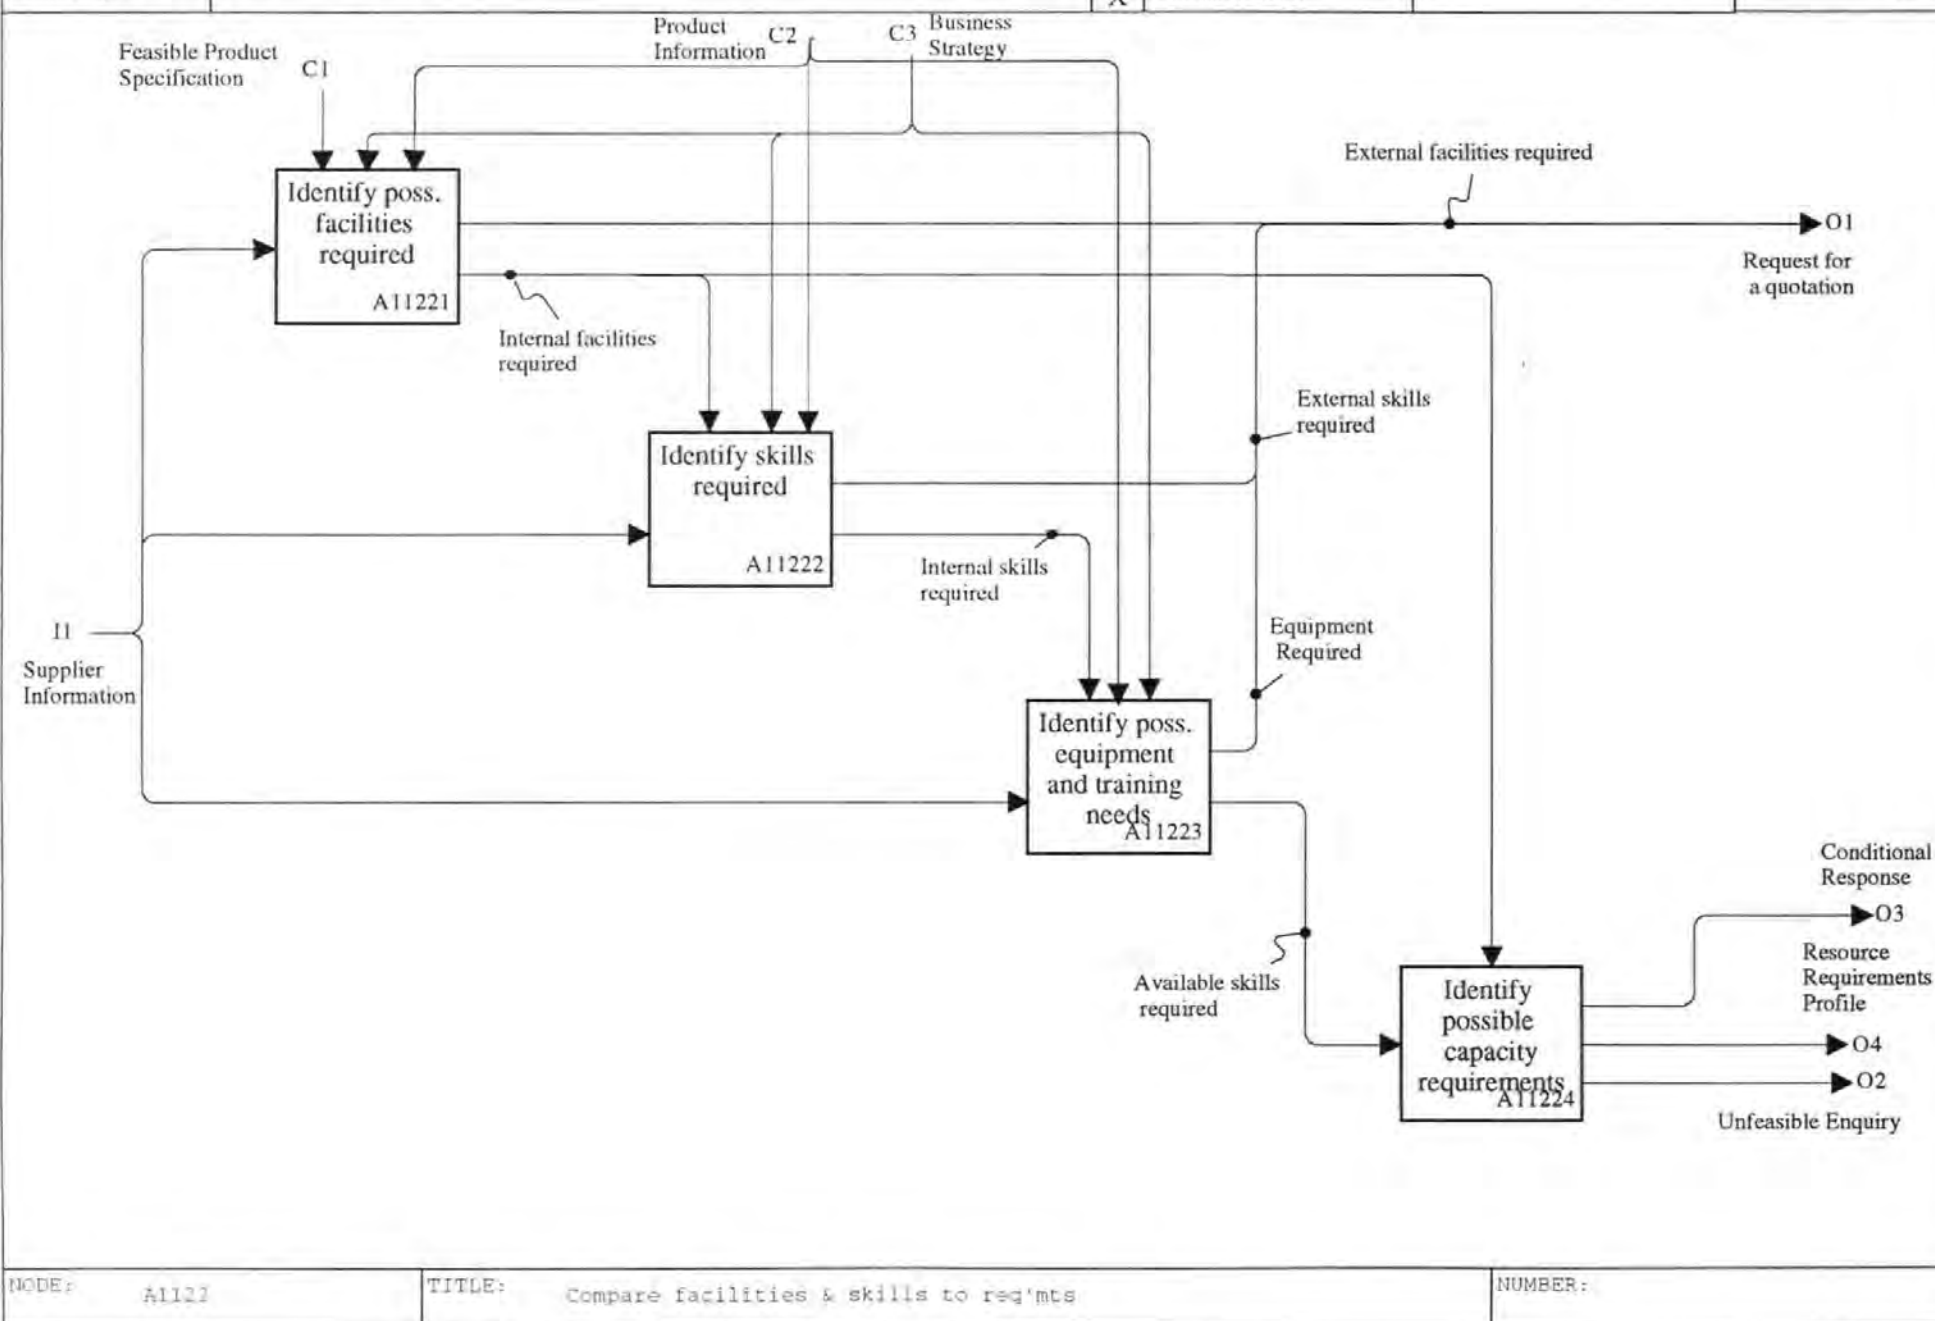 X
Feasible Product
Specification
C1
Product
Information
C2
C3
Business
Strategy
External facilities required
O1
Request for
a quotation
Identify poss.
facilities
required
A11221
Internal facilities
required
External skills
required
Identify skills
required
A11222
Internal skills
required
I1
Supplier
Information
Equipment
Required
Identify poss.
equipment
and training
needs
A11223
Available skills
required
Conditional
Response
O3
Resource
Requirements
Profile
O4
O2
Unfeasible Enquiry
Identify
possible
capacity
requirements
A11224
NODE:
A1122
TITLE:
Compare facilities & skills to req'mts
NUMBER: